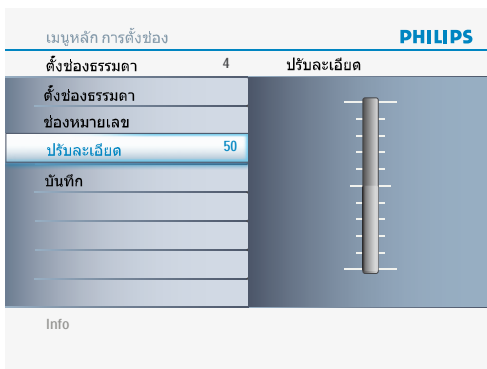 เมนูหลัก การตั้งช่อง PHILIPS
ตั้งช่องธรรมดา 4 ปรับละเอียด
ตั้งช่องธรรมดา
ช่องหมายเลข
ปรับละเอียด 50
บันทึก
Info